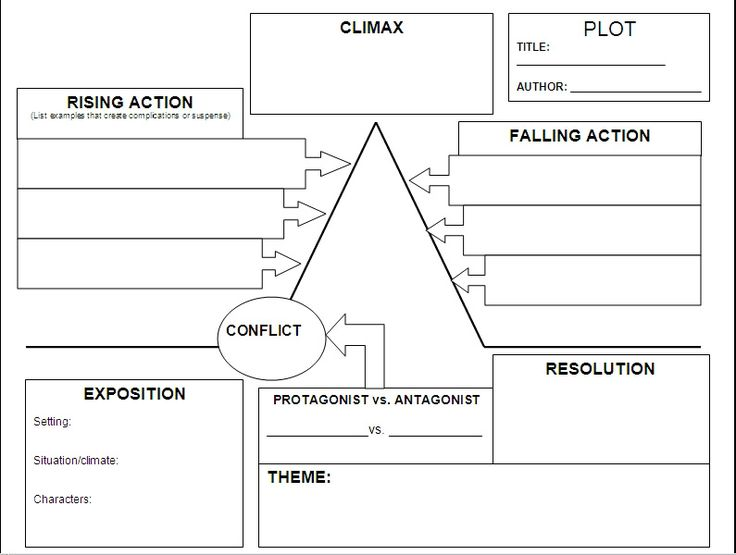 CLIMAX
PLOT
TITLE:
AUTHOR:
RISING ACTION
(List examples that create complications or suspense)
FALLING ACTION
CONFLICT
RESOLUTION
EXPOSITION
Setting:
Situation/climate:
Characters:
PROTAGONIST vs. ANTAGONIST
vs.
THEME: